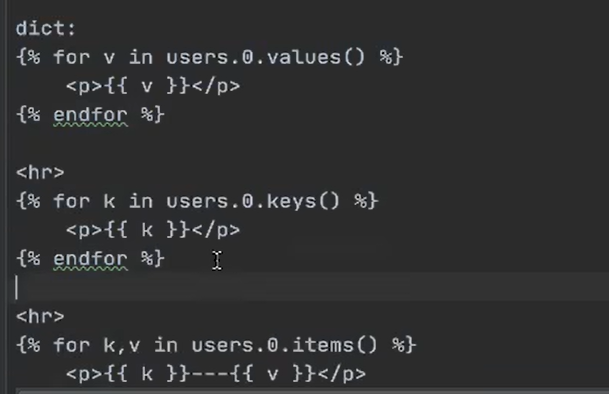 dict:
{% for v in users.0.values() %}
    <p>{{ v }}</p>
{% endfor %}
<hr>
{% for k in users.0.keys() %}
    <p>{{ k }}</p>
{% endfor %}
<hr>
{% for k,v in users.0.items() %}
    <p>{{ k }}---{{ v }}</p>